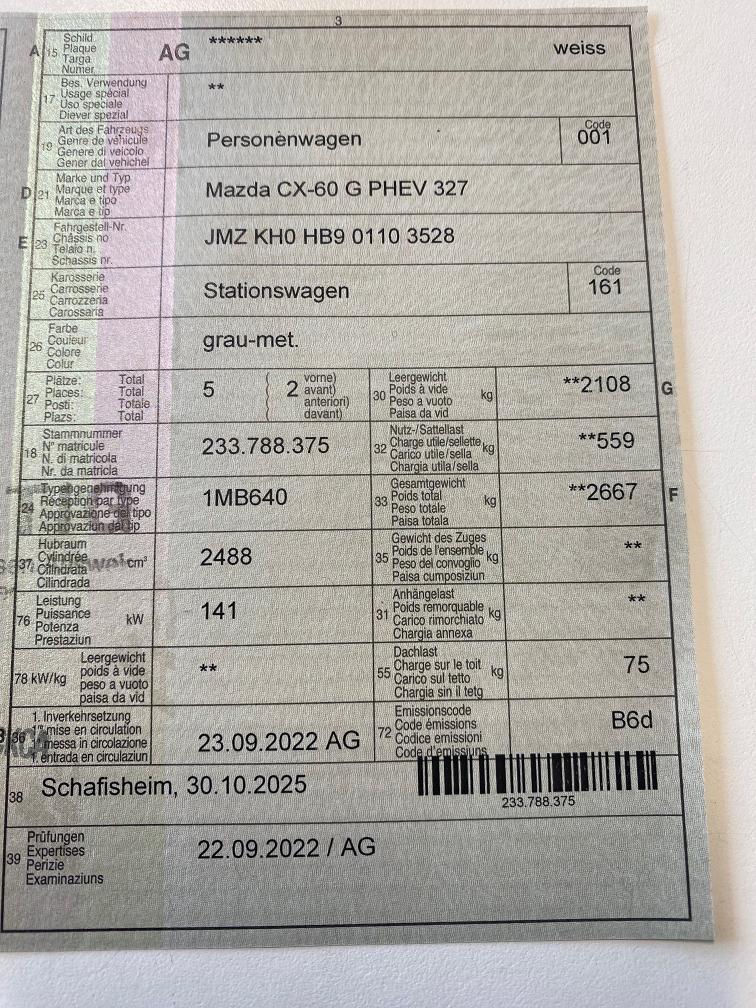 3
A 15 Schild
Plaque
Targa
Numer
AG ****** weiss
17 Bes. Verwendung
Usage spécial
Uso speciale
Diever spezial
**
19 Art des Fahrzeugs
Genre de véhicule
Genere di veicolo
Gener dal vehichel
Personenwagen
Code
001
D 21 Marke und Typ
Marque et type
Marca e tipo
Marca e tip
Mazda CX-60 G PHEV 327
E 23 Fahrgestell-Nr.
Châssis no
Telaio n.
Schassis nr.
JMZ KH0 HB9 0110 3528
25 Karosserie
Carrosserie
Carrozzeria
Carossaria
Stationswagen
Code
161
26 Farbe
Couleur
Colore
Colur
grau-met.
27 Plätze: Total
Places: Total
Posti: Totale
Plazs: Total
5 ( 2 vorne)
avant)
anteriori)
davant)
30 Leergewicht
Poids à vide
Peso a vuoto
Paisa da vid
kg **2108 G
18 Stammnummer
N° matricule
N. di matricola
Nr. da matricla
233.788.375
32 Nutz-/Sattellast
Charge utile/sellette
Carico utile/sella
Chargia utila/sella
kg **559
24 Typengenehmigung
Réception par type
Approvazione del tipo
Approvaziun dal tip
1MB640
33 Gesamtgewicht
Poids total
Peso totale
Paisa totala
kg **2667 F
37 Hubraum
Cylindrée
Cilindrata
Cilindrada
cm³ 2488
35 Gewicht des Zuges
Poids de l'ensemble
Peso del convoglio
Paisa cumposiziun
kg **
76 Leistung
Puissance
Potenza
Prestaziun
kW 141
31 Anhängelast
Poids remorquable
Carico rimorchiato
Chargia annexa
kg **
78 kW/kg Leergewicht
poids à vide
peso a vuoto
paisa da vid
**
55 Dachlast
Charge sur le toit
Carico sul tetto
Chargia sin il tetg
kg 75
36 1. Inverkehrsetzung
1re mise en circulation
1. messa in circolazione
1. entrada en circulaziun
23.09.2022 AG
72 Emissionscode
Code émissions
Codice emissioni
Code d'emissiuns
B6d
38 Schafisheim, 30.10.2025
233.788.375
39 Prüfungen
Expertises
Perizie
Examinaziuns
22.09.2022 / AG